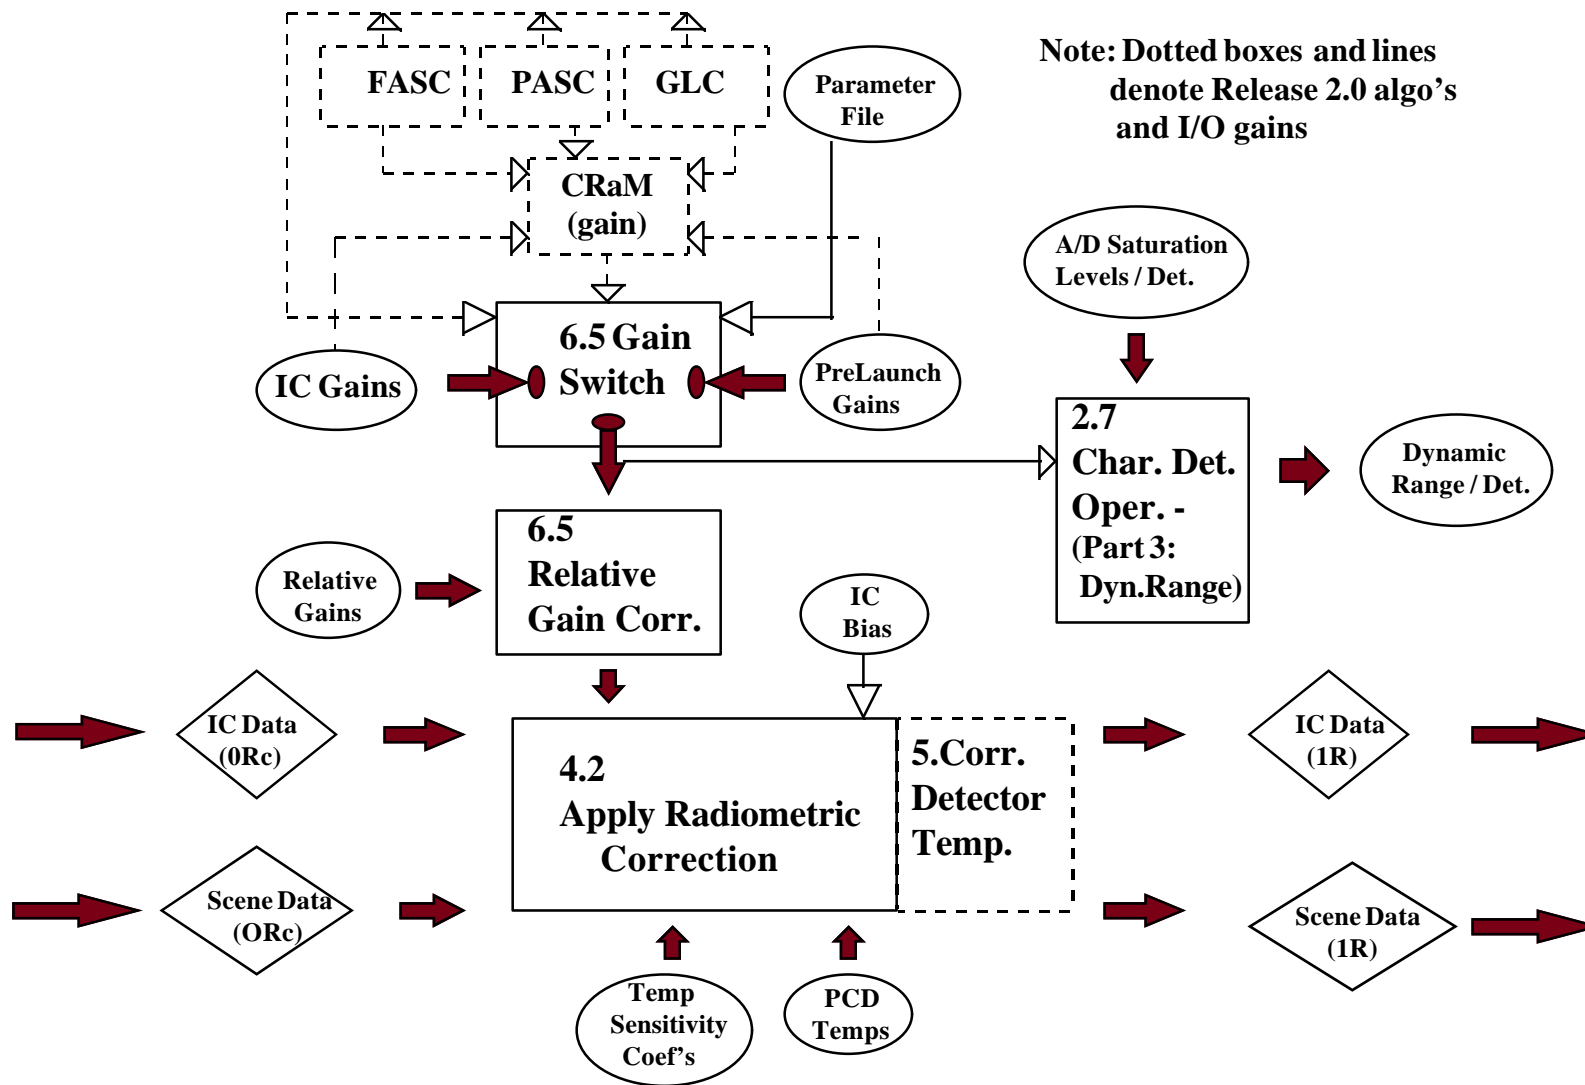 FASC
PASC
GLC
Parameter
File
Note: Dotted boxes and lines
denote Release 2.0 algo's
and I/O gains
CRaM
(gain)
A/D Saturation
Levels / Det.
6.5 Gain
Switch
IC Gains
PreLaunch
Gains
2.7
Char. Det.
Oper. -
(Part 3:
Dyn.Range)
Dynamic
Range / Det.
6.5
Relative
Gain Corr.
Relative
Gains
IC
Bias
IC Data
(0Rc)
4.2
Apply Radiometric
Correction
5.Corr.
Detector
Temp.
IC Data
(1R)
Scene Data
(ORc)
Scene Data
(1R)
Temp
Sensitivity
Coef's
PCD
Temps